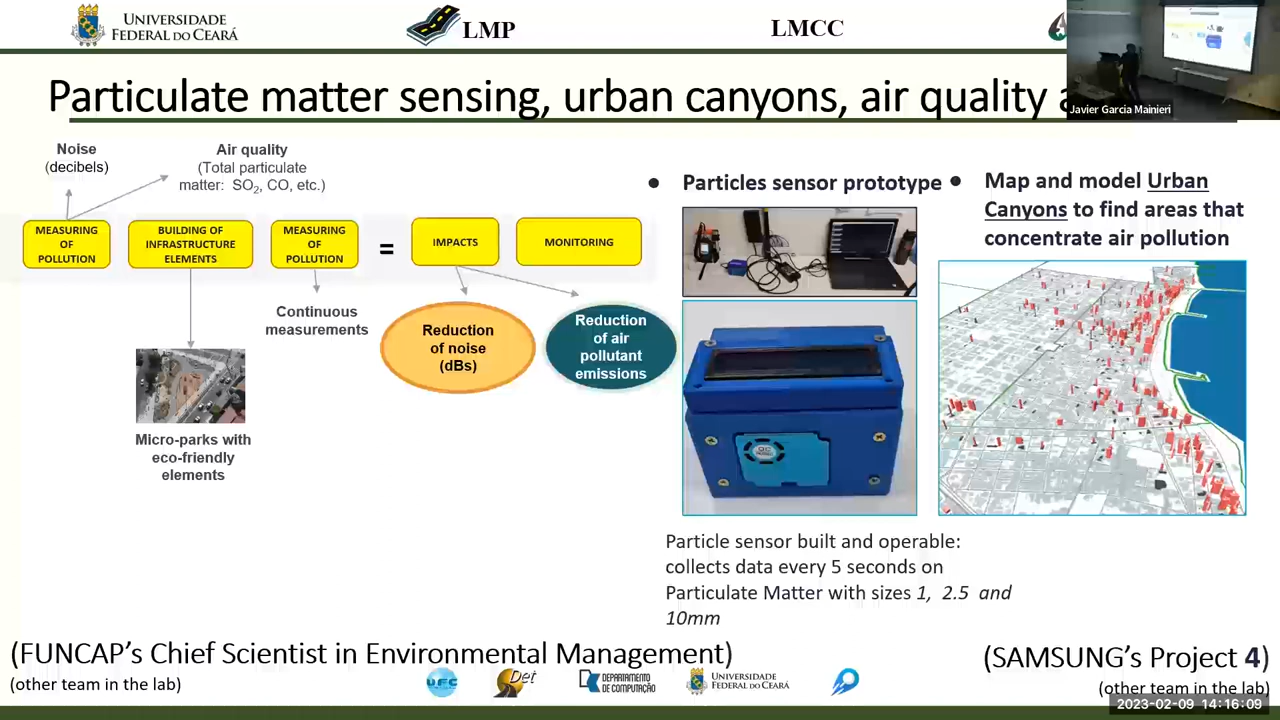 UNIVERSIDADE
FEDERAL DO CEARÁ
LMP
LMCC
Particulate matter sensing, urban canyons, air quality a
Javier Garcia Mainieri
Noise
(decibels)
Air quality
(Total particulate
matter: SO2, CO, etc.)
MEASURING
OF
POLLUTION
BUILDING OF
INFRASTRUCTURE
ELEMENTS
MEASURING
OF
POLLUTION
=
IMPACTS
MONITORING
Continuous
measurements
Reduction
of noise
(dBs)
Reduction
of air
pollutant
emissions
Micro-parks with
eco-friendly
elements
• Particles sensor prototype
• Map and model Urban
Canyons to find areas that
concentrate air pollution
Particle sensor built and operable:
collects data every 5 seconds on
Particulate Matter with sizes 1, 2.5 and
10mm
(FUNCAP's Chief Scientist in Environmental Management)
(other team in the lab)
UFC
Det
DEPARTAMENTO
DE COMPUTAÇÃO
UNIVERSIDADE
FEDERAL DO CEARÁ
(SAMSUNG's Project 4)
(other team in the lab)
2023-02-09 14:16:09